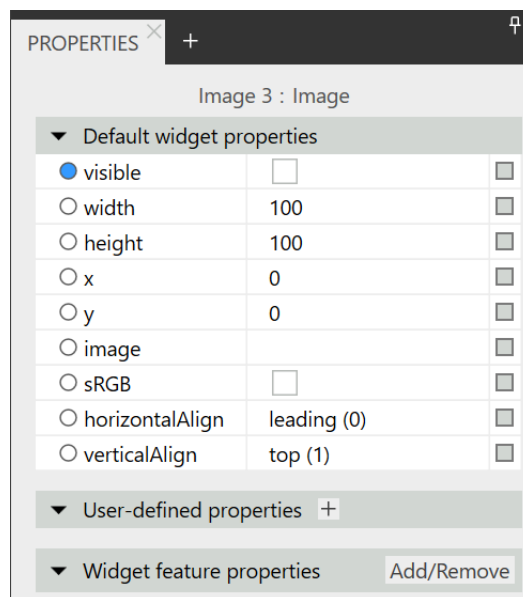 PROPERTIES
Image 3 : Image
Default widget properties
visible
width 100
height 100
x 0
y 0
image
sRGB
horizontalAlign leading (0)
verticalAlign top (1)
User-defined properties +
Widget feature properties Add/Remove